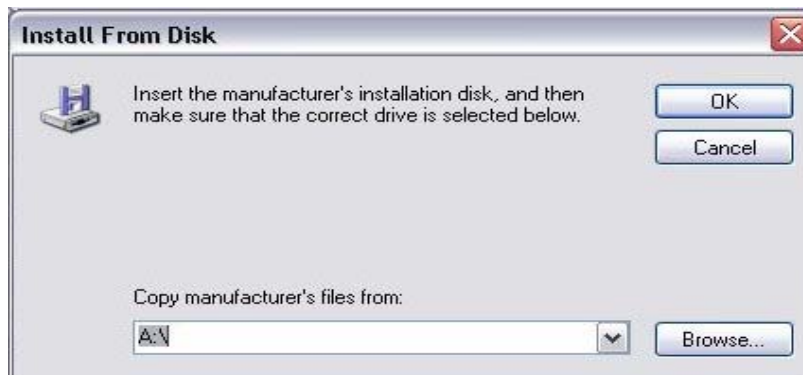 Install From Disk
Insert the manufacturer's installation disk, and then
make sure that the correct drive is selected below.
OK
Cancel
Copy manufacturer's files from:
A:\
Browse...